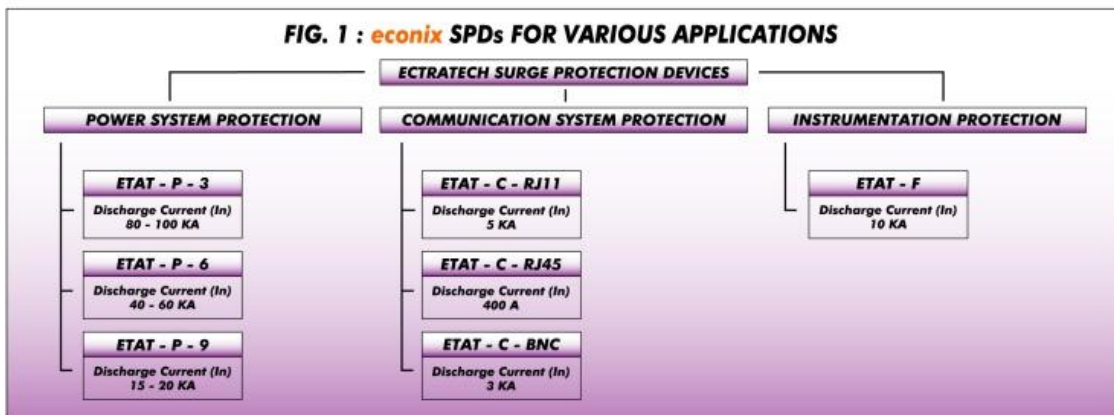 FIG. 1 : econix SPDs FOR VARIOUS APPLICATIONS
ECTRATECH SURGE PROTECTION DEVICES
POWER SYSTEM PROTECTION
ETAT - P - 3
Discharge Current (In)
80 - 100 KA
ETAT - P - 6
Discharge Current (In)
40 - 60 KA
ETAT - P - 9
Discharge Current (In)
15 - 20 KA
COMMUNICATION SYSTEM PROTECTION
ETAT - C - RJ11
Discharge Current (In)
5 KA
ETAT - C - RJ45
Discharge Current (In)
400 A
ETAT - C - BNC
Discharge Current (In)
3 KA
INSTRUMENTATION PROTECTION
ETAT - F
Discharge Current (In)
10 KA